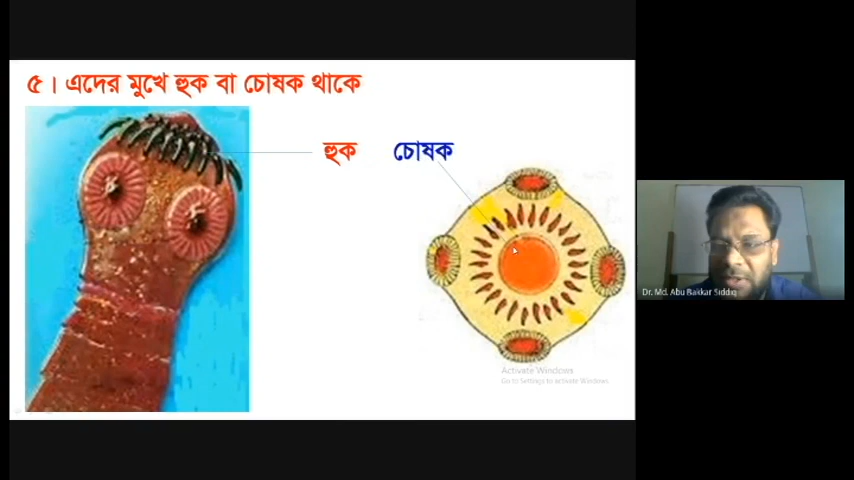 ৫। এদের মুখে হুক বা চোষক থাকে
হুক
চোষক
Activate Windows
Go to Settings to activate Windows
Dr. Md. Abu Bakkar Siddiq